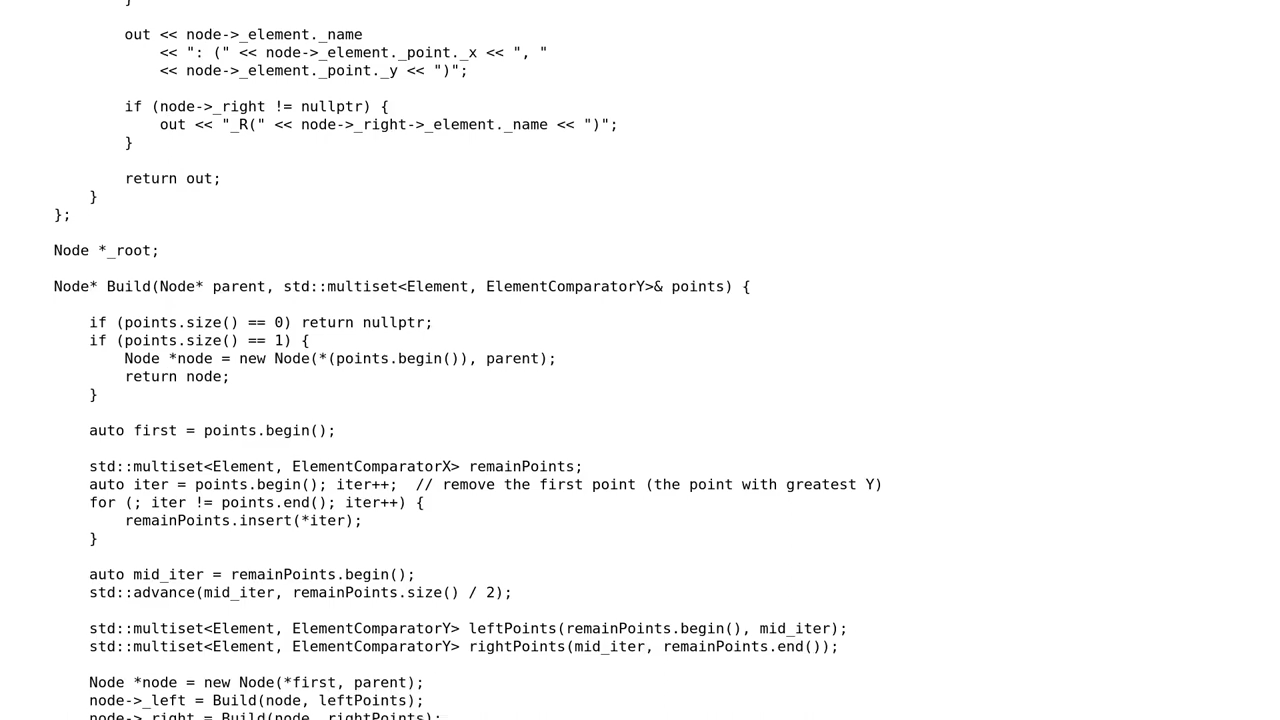 }
out << node->_element._name
<< ": (" << node->_element._point._x << ", "
<< node->_element._point._y << ")";
if (node->_right != nullptr) {
out << "_R(" << node->_right->_element._name << ")";
}
return out;
}
};
Node *_root;
Node* Build(Node* parent, std::multiset<Element, ElementComparatorY>& points) {
if (points.size() == 0) return nullptr;
if (points.size() == 1) {
Node *node = new Node(*(points.begin()), parent);
return node;
}
auto first = points.begin();
std::multiset<Element, ElementComparatorX> remainPoints;
auto iter = points.begin(); iter++;  // remove the first point (the point with greatest Y)
for (; iter != points.end(); iter++) {
remainPoints.insert(*iter);
}
auto mid_iter = remainPoints.begin();
std::advance(mid_iter, remainPoints.size() / 2);
std::multiset<Element, ElementComparatorY> leftPoints(remainPoints.begin(), mid_iter);
std::multiset<Element, ElementComparatorY> rightPoints(mid_iter, remainPoints.end());
Node *node = new Node(*first, parent);
node->_left = Build(node, leftPoints);
node->_right = Build(node, rightPoints);